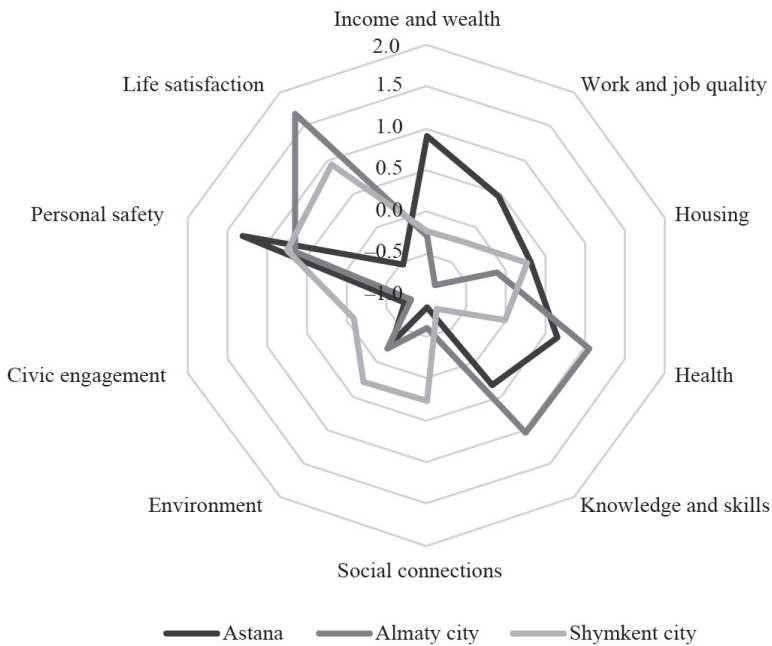 Income and wealth
2.0
Life satisfaction
1.5
Work and job quality
1.0
0.5
Personal safety
0.0
Housing
–0.5
–1.0
Civic engagement
Health
Environment
Knowledge and skills
Social connections
Astana
Almaty city
Shymkent city